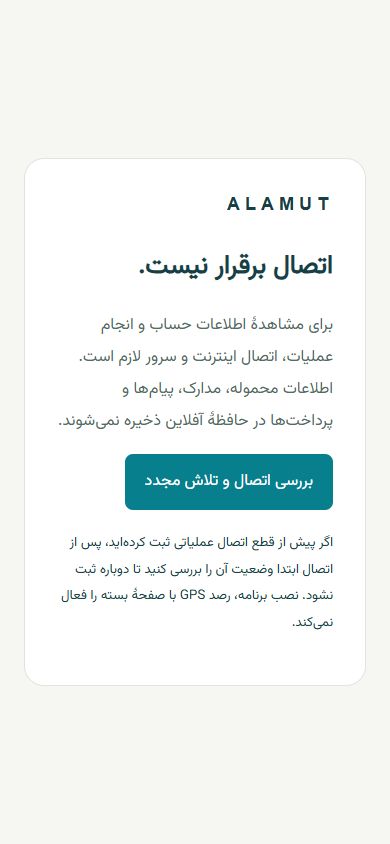 ALAMUT
اتصال برقرار نیست.
برای مشاهدهٔ اطلاعات حساب و انجام
عملیات، اتصال اینترنت و سرور لازم است.
اطلاعات محموله، مدارک، پیام‌ها و
پرداخت‌ها در حافظهٔ آفلاین ذخیره نمی‌شوند.
بررسی اتصال و تلاش مجدد
اگر پیش از قطع اتصال عملیاتی ثبت کرده‌اید، پس از
اتصال ابتدا وضعیت آن را بررسی کنید تا دوباره ثبت
نشود. نصب برنامه، رصد GPS با صفحهٔ بسته را فعال
نمی‌کند.